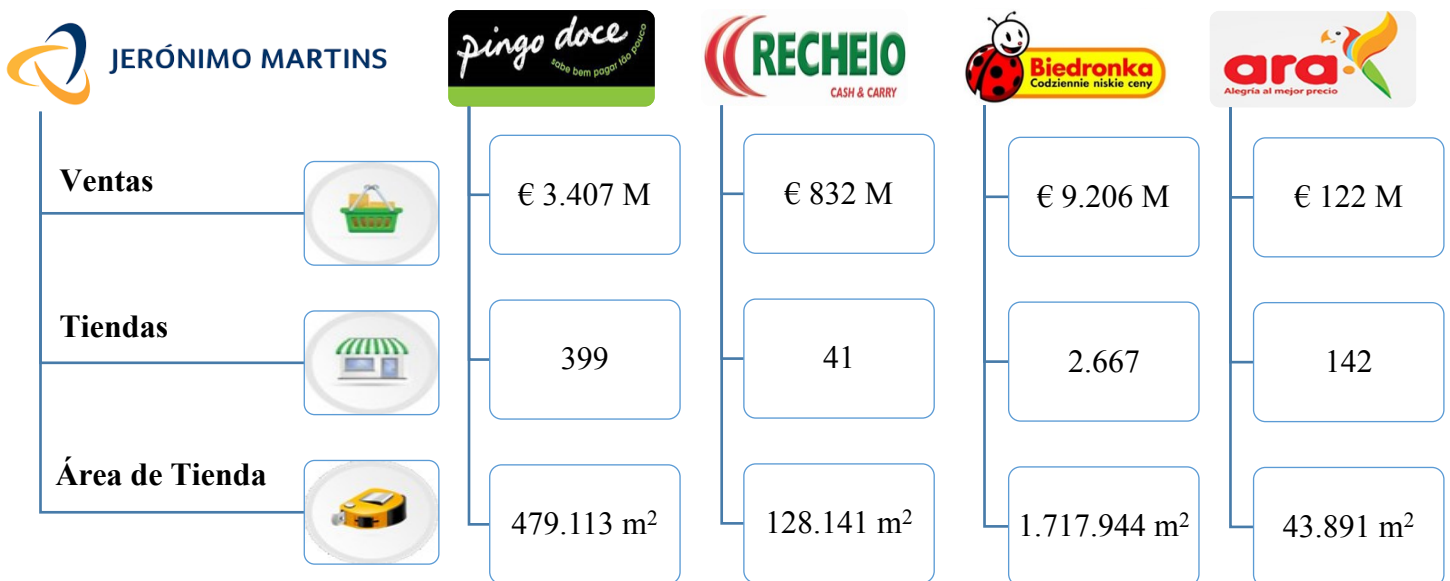 JERÓNIMO MARTINS
pingo doce
sabe bem pagar tão pouco
RECHEIO
CASH & CARRY
Biedronka
Codziennie niskie ceny
ara
Alegría al mejor precio
Ventas
€ 3.407 M
€ 832 M
€ 9.206 M
€ 122 M
Tiendas
399
41
2.667
142
Área de Tienda
479.113 m²
128.141 m²
1.717.944 m²
43.891 m²